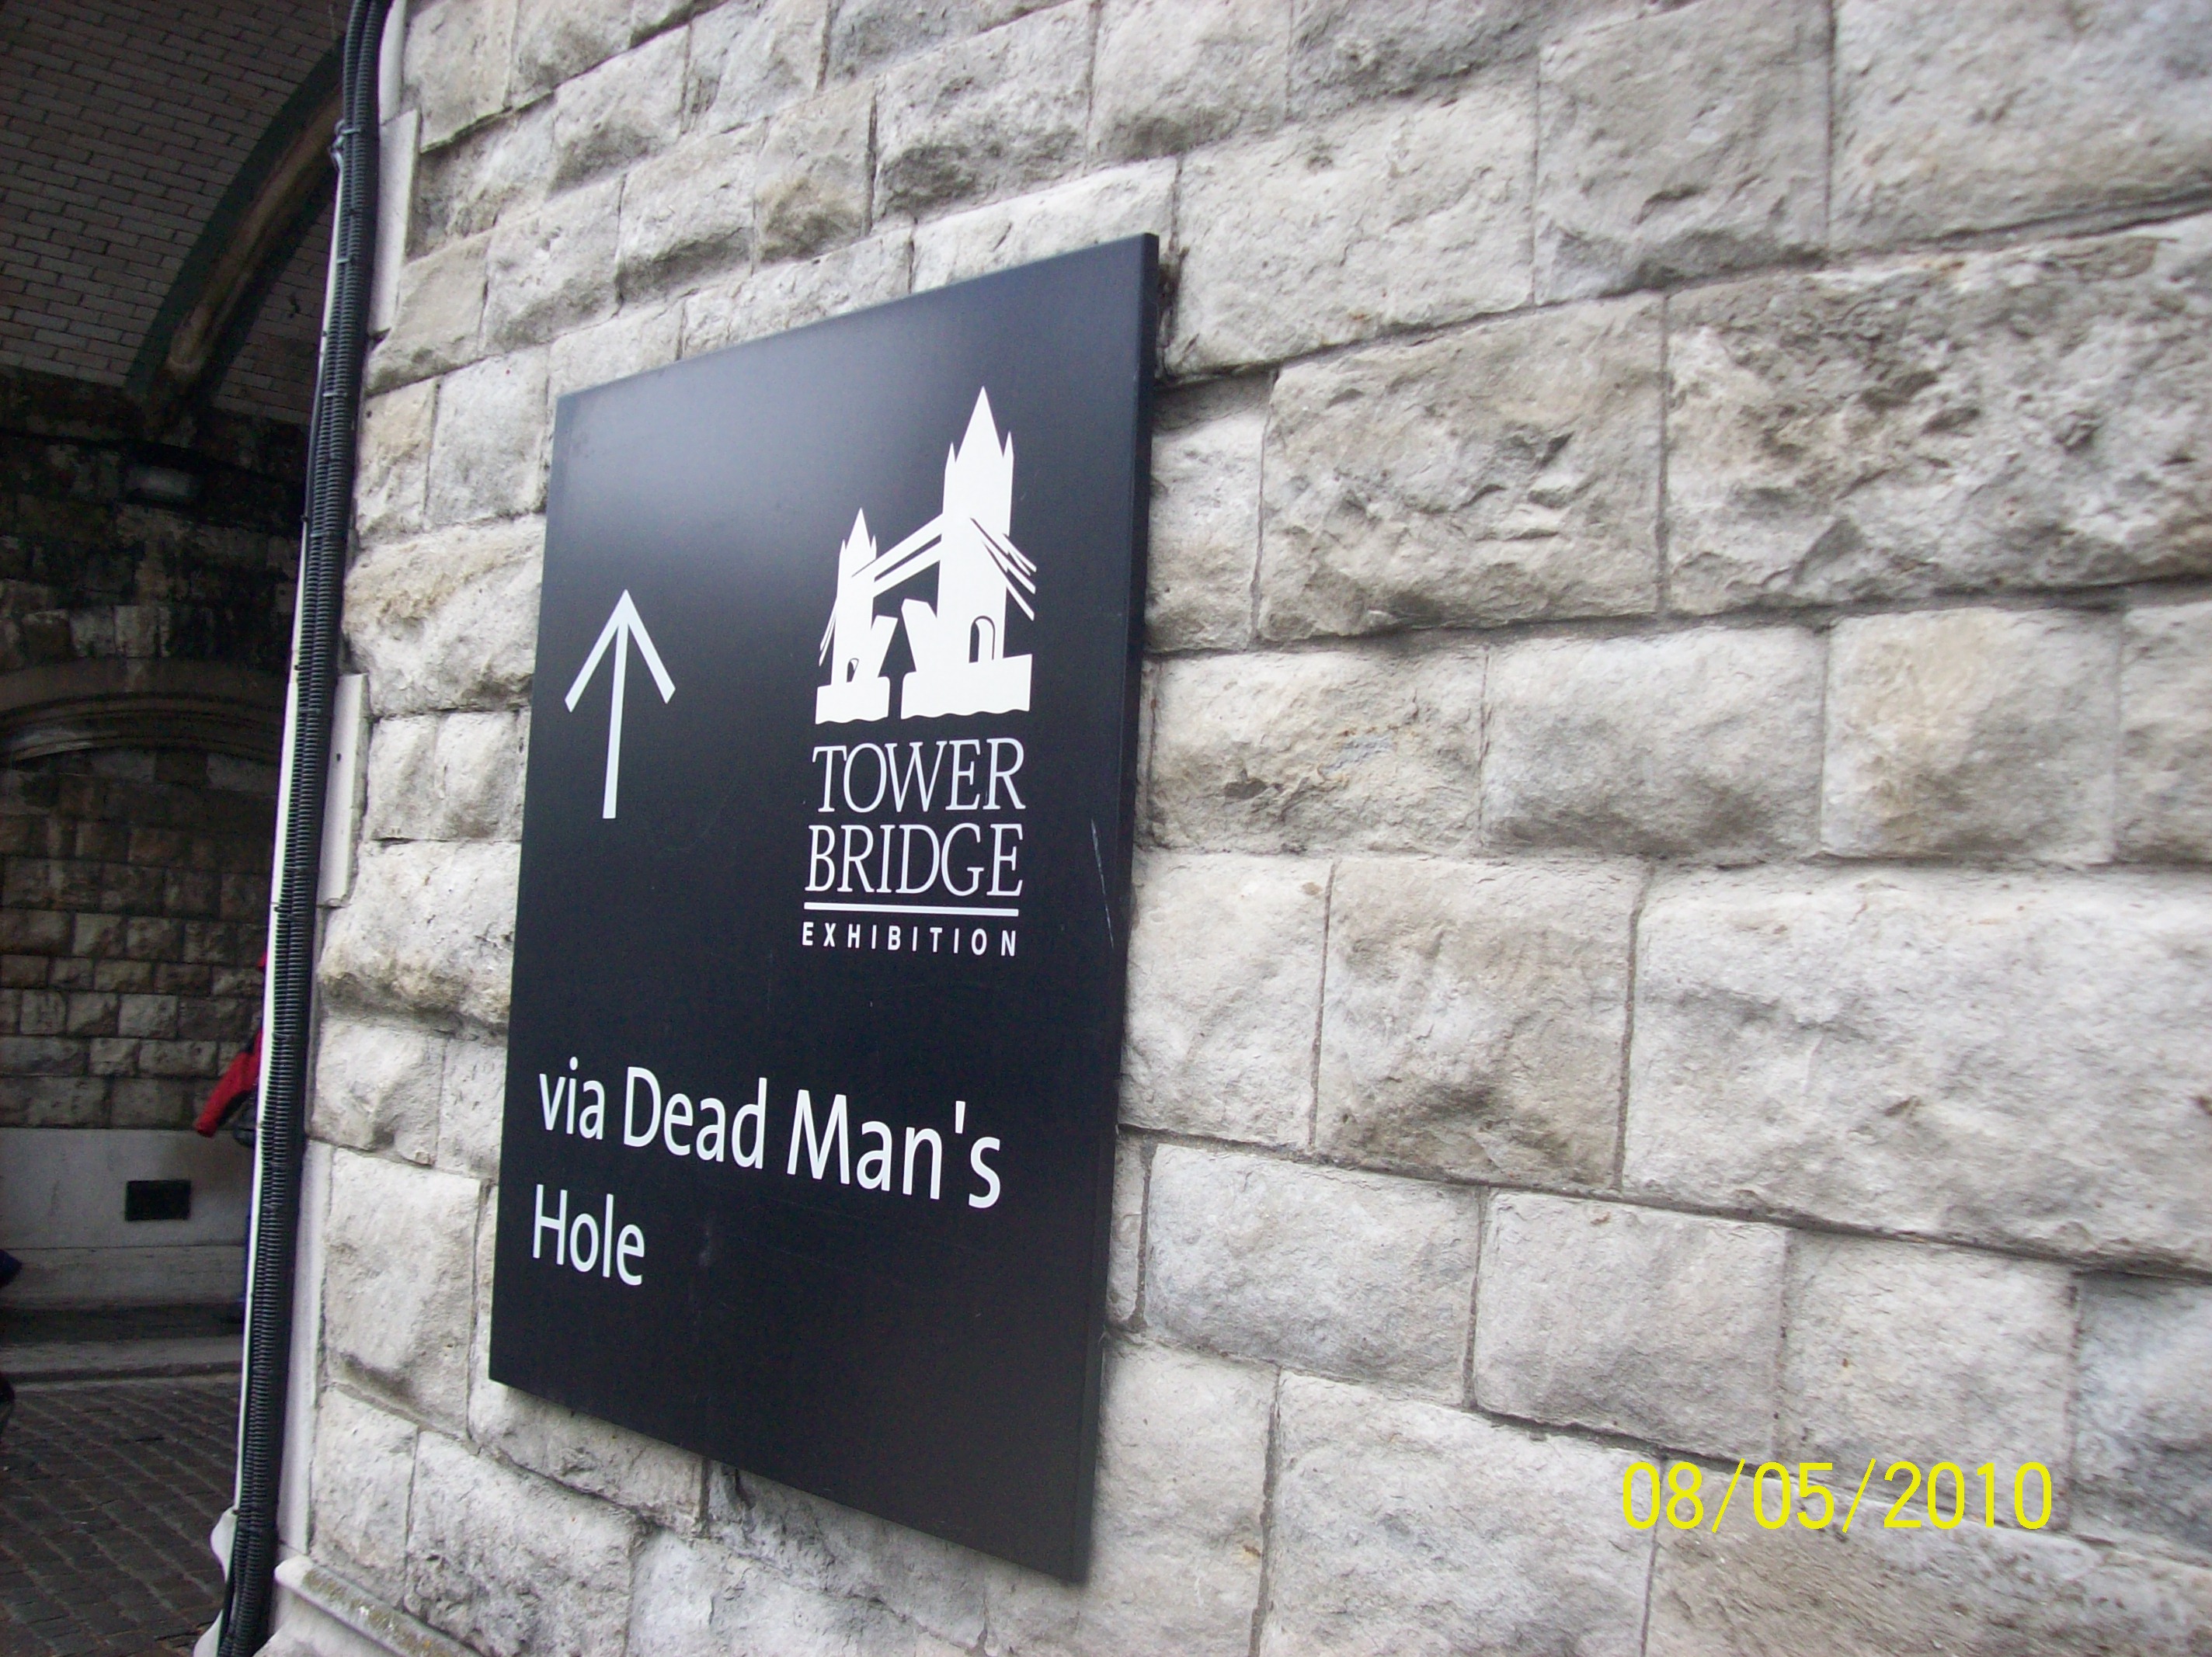 TOWER
BRIDGE
EXHIBITION
via Dead Man's
Hole
08/05/2010